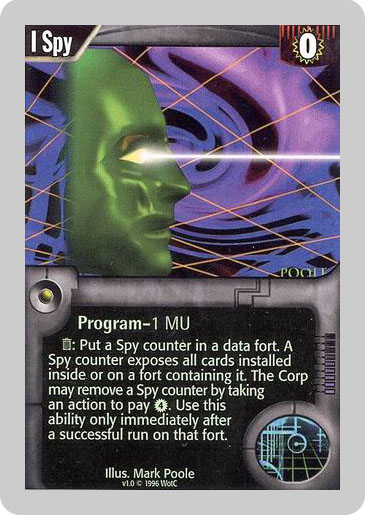 I Spy
0
POOLE
Program–1 MU
: Put a Spy counter in a data fort. A
Spy counter exposes all cards installed
inside or on a fort containing it. The Corp
may remove a Spy counter by taking
an action to pay 4. Use this
ability only immediately after
a successful run on that fort.
Illus. Mark Poole
v1.0 © 1996 WotC